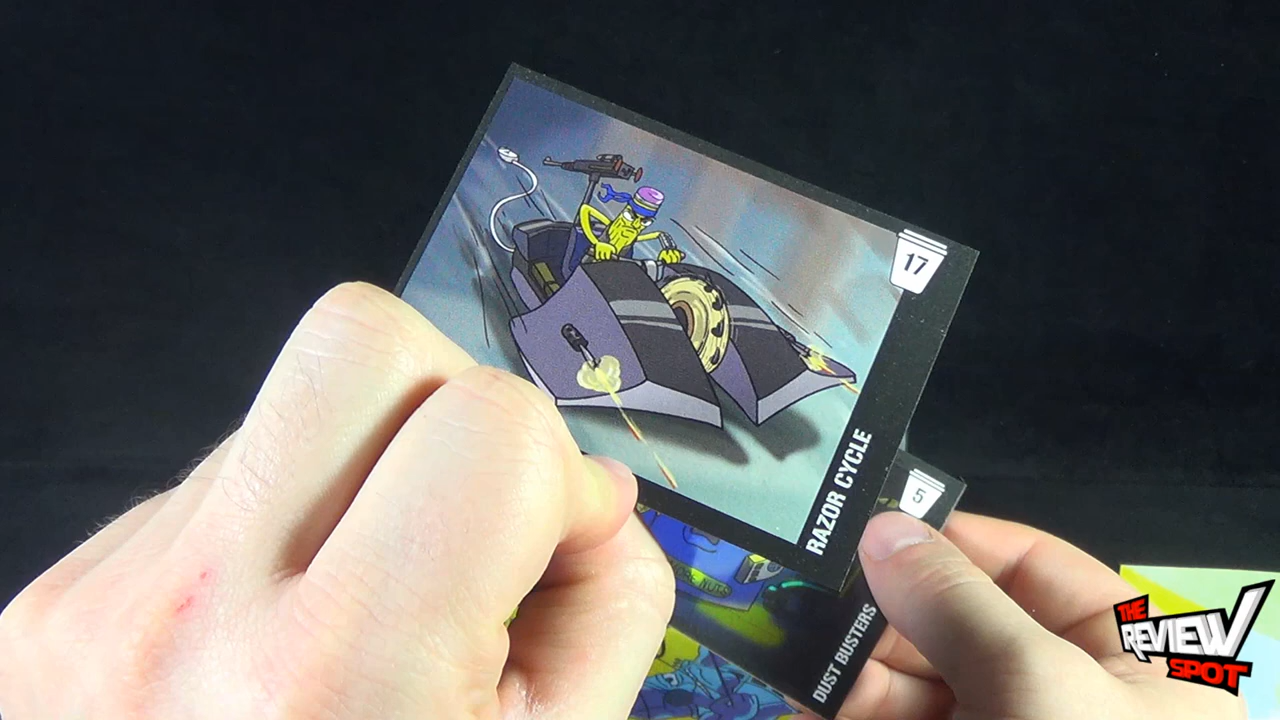 17
RAZOR CYCLE
5
DUST BUSTERS
THE
REVIEW
SPOT